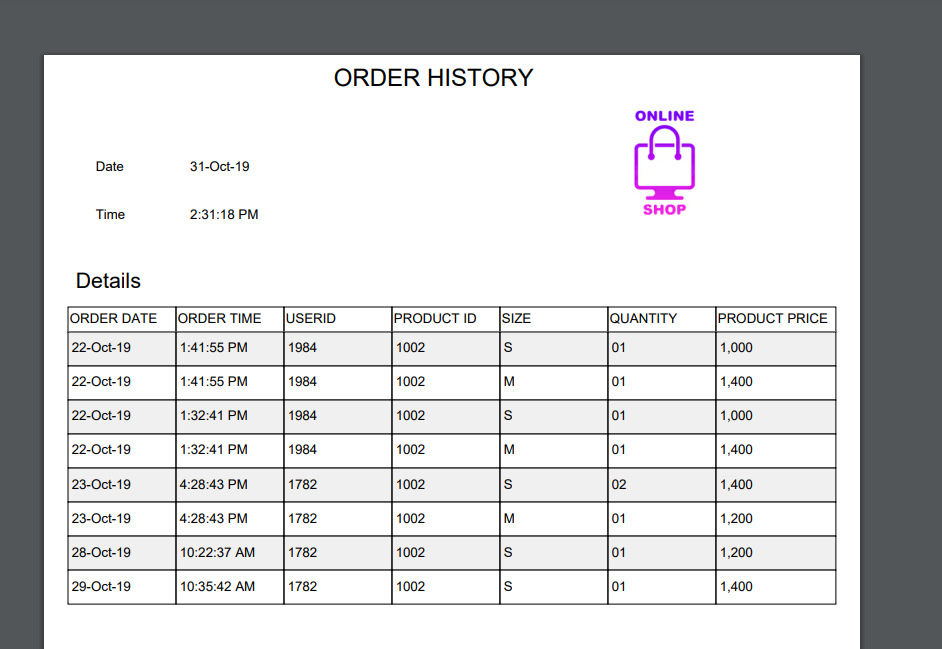 ORDER HISTORY
ONLINE
SHOP
Date 31-Oct-19
Time 2:31:18 PM
Details
ORDER DATE ORDER TIME USERID PRODUCT ID SIZE QUANTITY PRODUCT PRICE
22-Oct-19 1:41:55 PM 1984 1002 S 01 1,000
22-Oct-19 1:41:55 PM 1984 1002 M 01 1,400
22-Oct-19 1:32:41 PM 1984 1002 S 01 1,000
22-Oct-19 1:32:41 PM 1984 1002 M 01 1,400
23-Oct-19 4:28:43 PM 1782 1002 S 02 1,400
23-Oct-19 4:28:43 PM 1782 1002 M 01 1,200
28-Oct-19 10:22:37 AM 1782 1002 S 01 1,200
29-Oct-19 10:35:42 AM 1782 1002 S 01 1,400